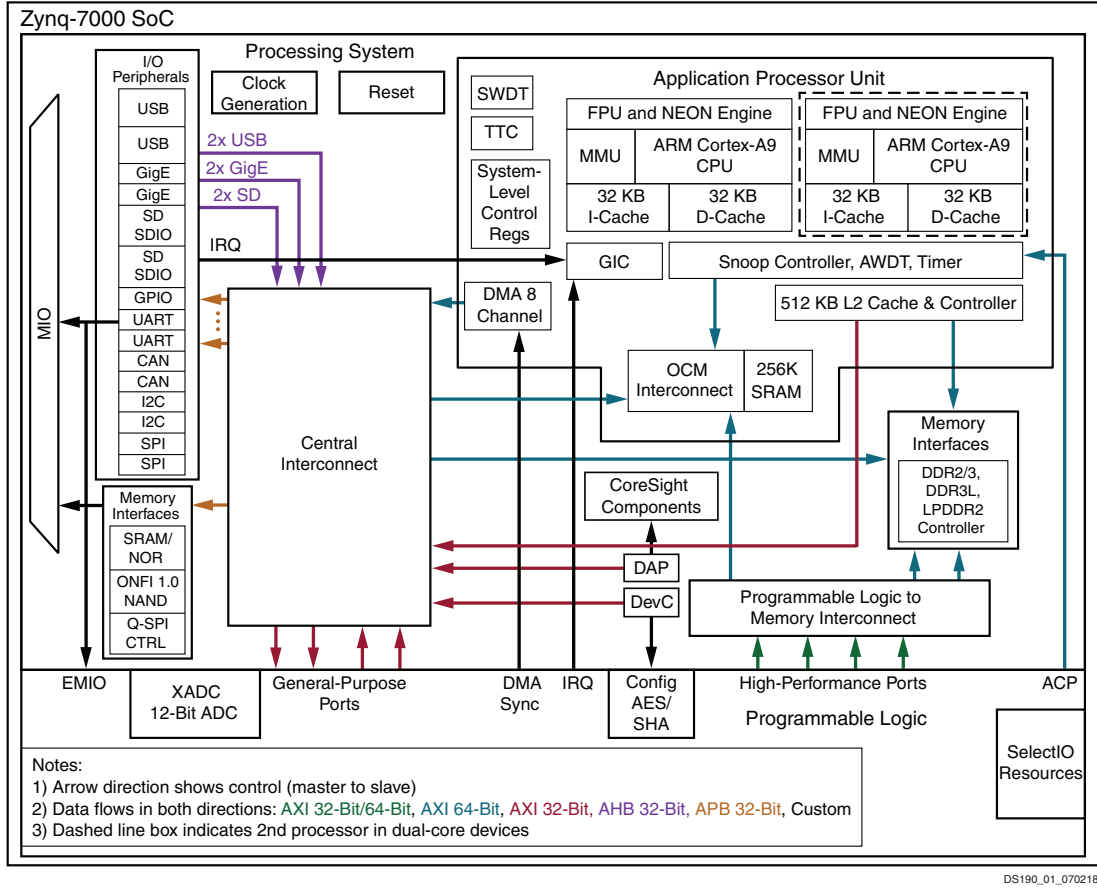 Zynq-7000 SoC
Processing System
I/O
Peripherals
USB
USB
GigE
GigE
SD
SDIO
SD
SDIO
GPIO
UART
UART
CAN
CAN
I2C
I2C
SPI
SPI
MIO
Clock
Generation
Reset
2x USB
2x GigE
2x SD
IRQ
Application Processor Unit
SWDT
TTC
System-
Level
Control
Regs
FPU and NEON Engine
MMU
ARM Cortex-A9
CPU
32 KB
I-Cache
32 KB
D-Cache
FPU and NEON Engine
MMU
ARM Cortex-A9
CPU
32 KB
I-Cache
32 KB
D-Cache
GIC
Snoop Controller, AWDT, Timer
DMA 8
Channel
512 KB L2 Cache & Controller
OCM
Interconnect
256K
SRAM
Central
Interconnect
Memory
Interfaces
DDR2/3,
DDR3L,
LPDDR2
Controller
CoreSight
Components
DAP
DevC
Programmable Logic to
Memory Interconnect
Memory
Interfaces
SRAM/
NOR
ONFI 1.0
NAND
Q-SPI
CTRL
EMIO
XADC
12-Bit ADC
General-Purpose
Ports
DMA
Sync
IRQ
Config
AES/
SHA
High-Performance Ports
ACP
Programmable Logic
SelectIO
Resources
Notes:
1) Arrow direction shows control (master to slave)
2) Data flows in both directions: AXI 32-Bit/64-Bit, AXI 64-Bit, AXI 32-Bit, AHB 32-Bit, APB 32-Bit, Custom
3) Dashed line box indicates 2nd processor in dual-core devices
DS190_01_070218